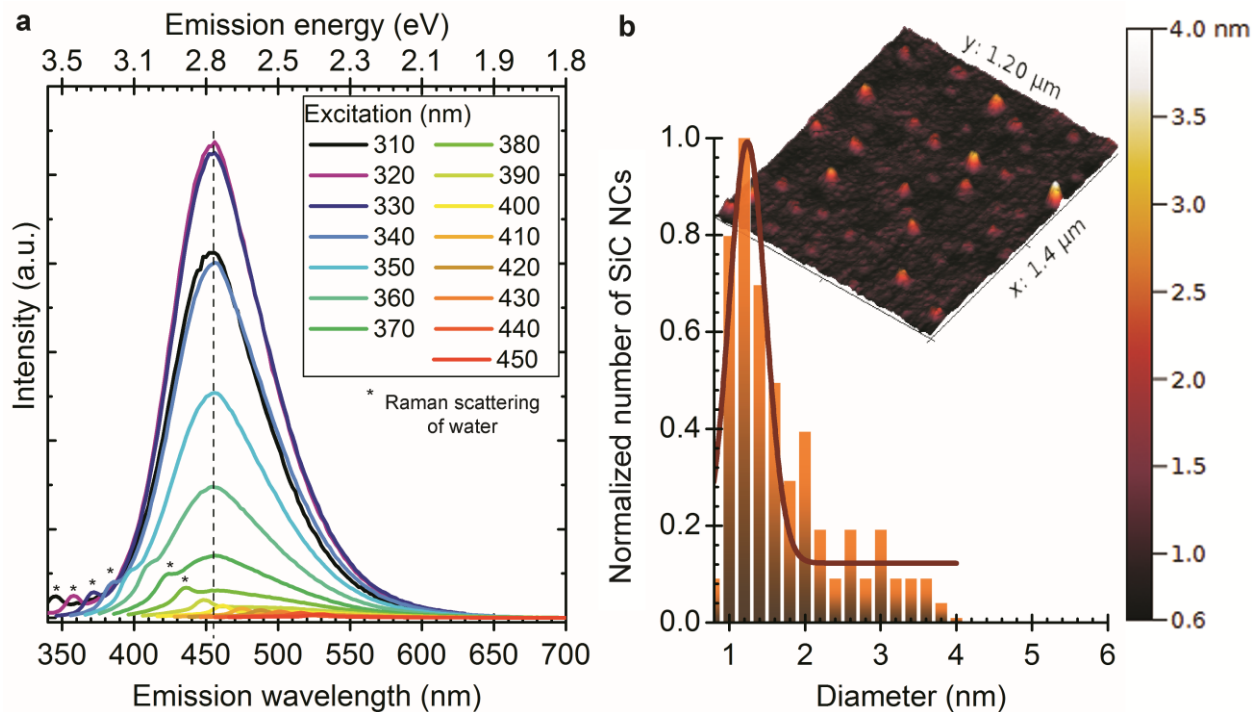 a
Emission energy (eV)
3.5 3.1 2.8 2.5 2.3 2.1 1.9 1.8
Intensity (a.u.)
Excitation (nm)
310 380
320 390
330 400
340 410
350 420
360 430
370 440
450
* Raman scattering
of water
* * * * * *
350 400 450 500 550 600 650 700
Emission wavelength (nm)
b
y: 1.20 µm
x: 1.4 µm
4.0 nm
3.5
3.0
2.5
2.0
1.5
1.0
0.6
Normalized number of SiC NCs
1.0
0.8
0.6
0.4
0.2
0.0
1 2 3 4 5 6
Diameter (nm)